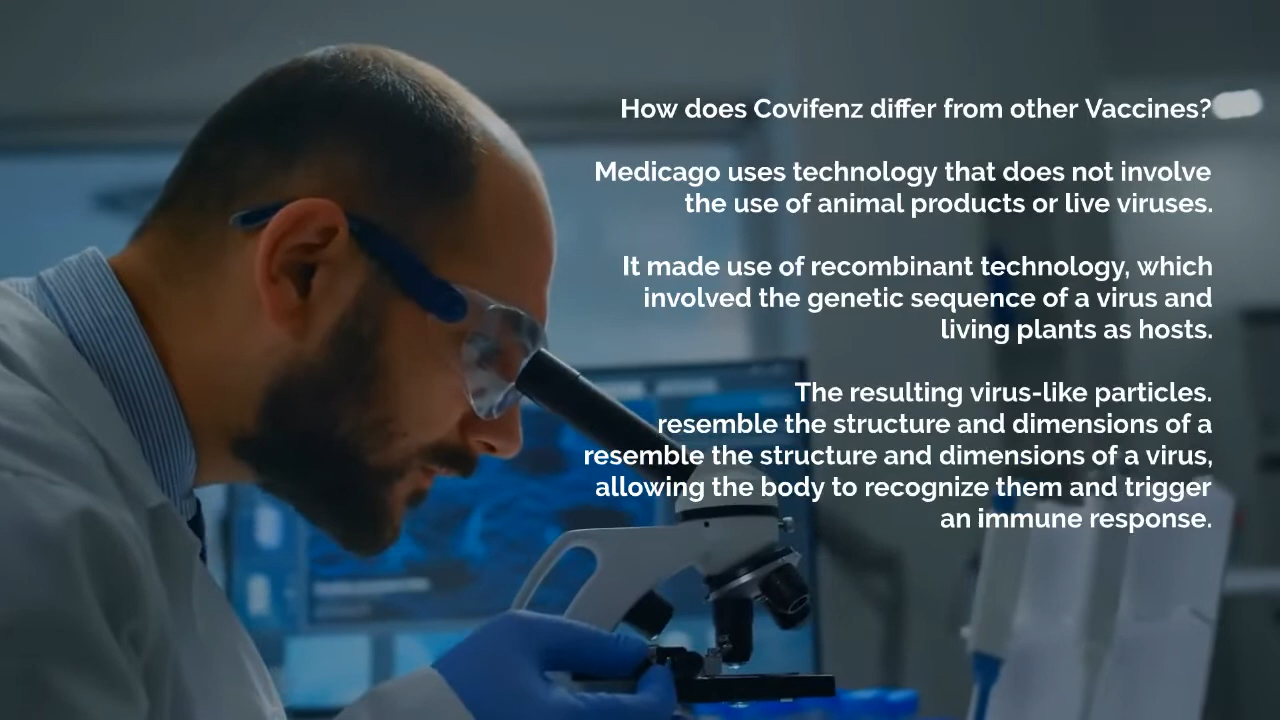 How does Covifenz differ from other Vaccines?
Medicago uses technology that does not involve
the use of animal products or live viruses.
It made use of recombinant technology, which
involved the genetic sequence of a virus and
living plants as hosts.
The resulting virus-like particles.
resemble the structure and dimensions of a
resemble the structure and dimensions of a virus,
allowing the body to recognize them and trigger
an immune response.